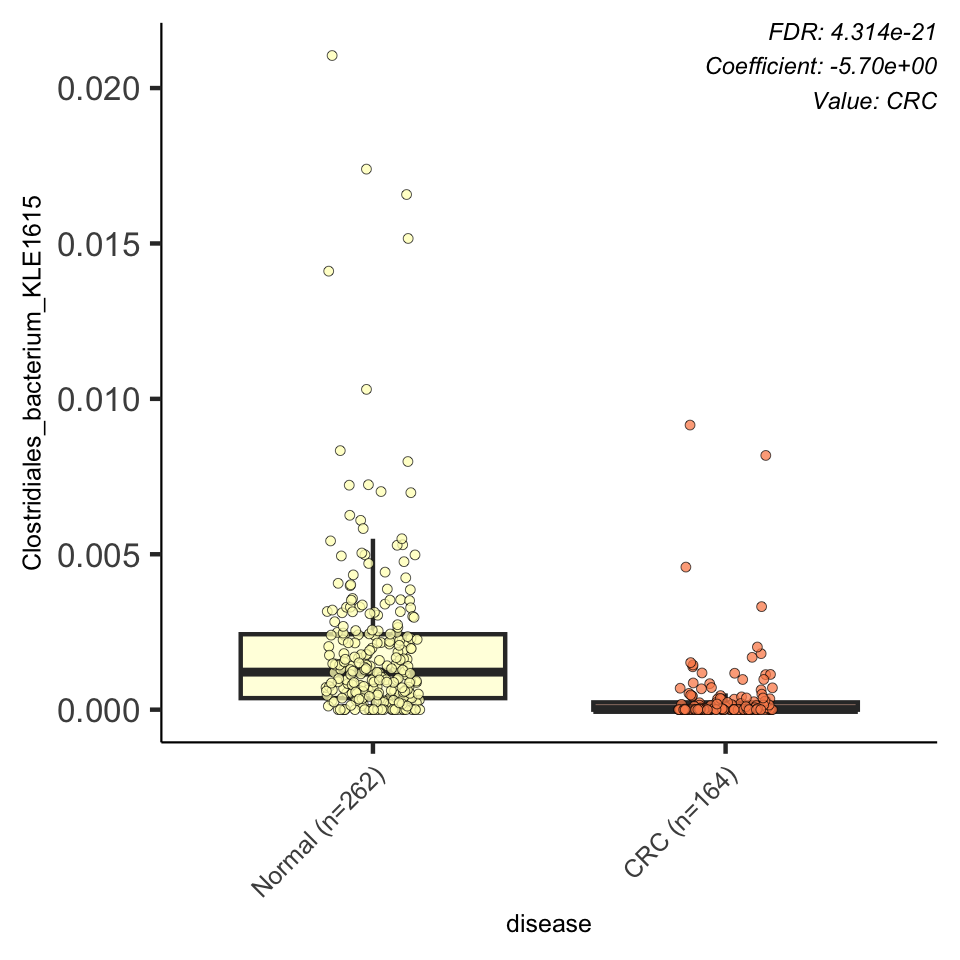 FDR: 4.314e-21
Coefficient: -5.70e+00
Value: CRC
Clostridiales_bacterium_KLE1615
0.020
0.015
0.010
0.005
0.000
Normal (n=262)
CRC (n=164)
disease